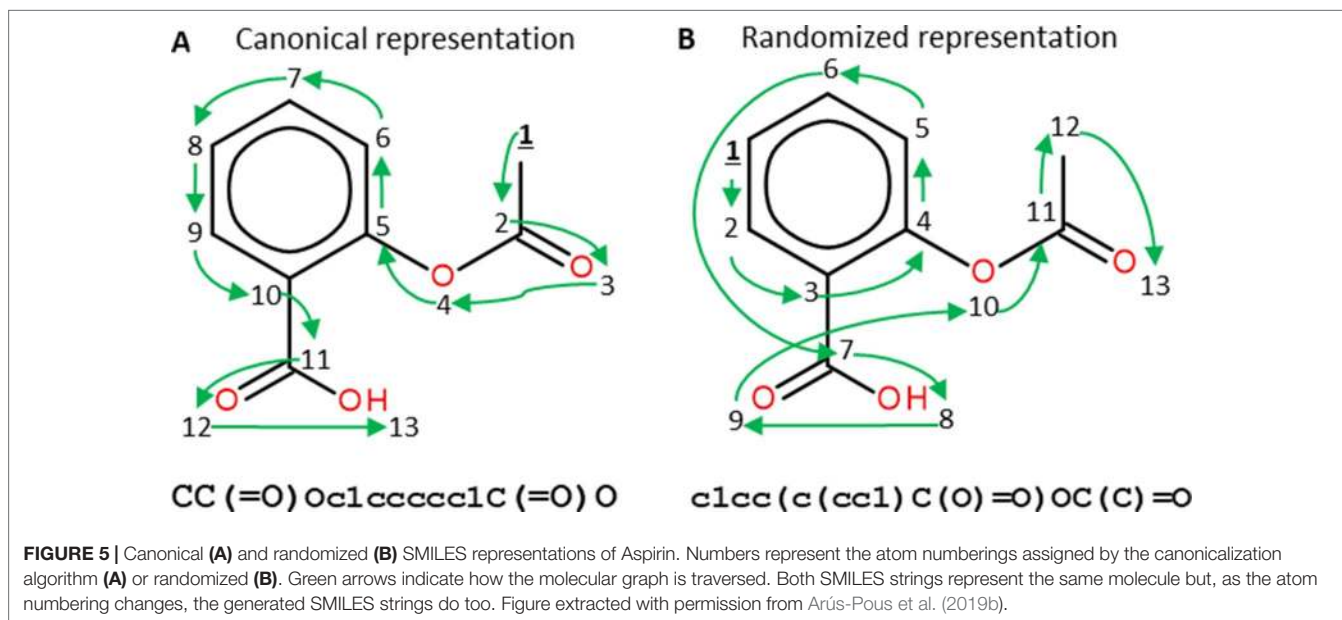 A Canonical representation
B Randomized representation
7
8
6
1
9
5
2
O
O
3
4
10
11
O
OH
12
13
6
1
5
12
2
4
11
3
O
O
10
13
7
O
OH
9
8
CC(=O)Oc1ccccc1C(=O)O
c1cc(c(cc1)C(O)=O)OC(C)=O
FIGURE 5 | Canonical (A) and randomized (B) SMILES representations of Aspirin. Numbers represent the atom numberings assigned by the canonicalization
algorithm (A) or randomized (B). Green arrows indicate how the molecular graph is traversed. Both SMILES strings represent the same molecule but, as the atom
numbering changes, the generated SMILES strings do too. Figure extracted with permission from Arús-Pous et al. (2019b).